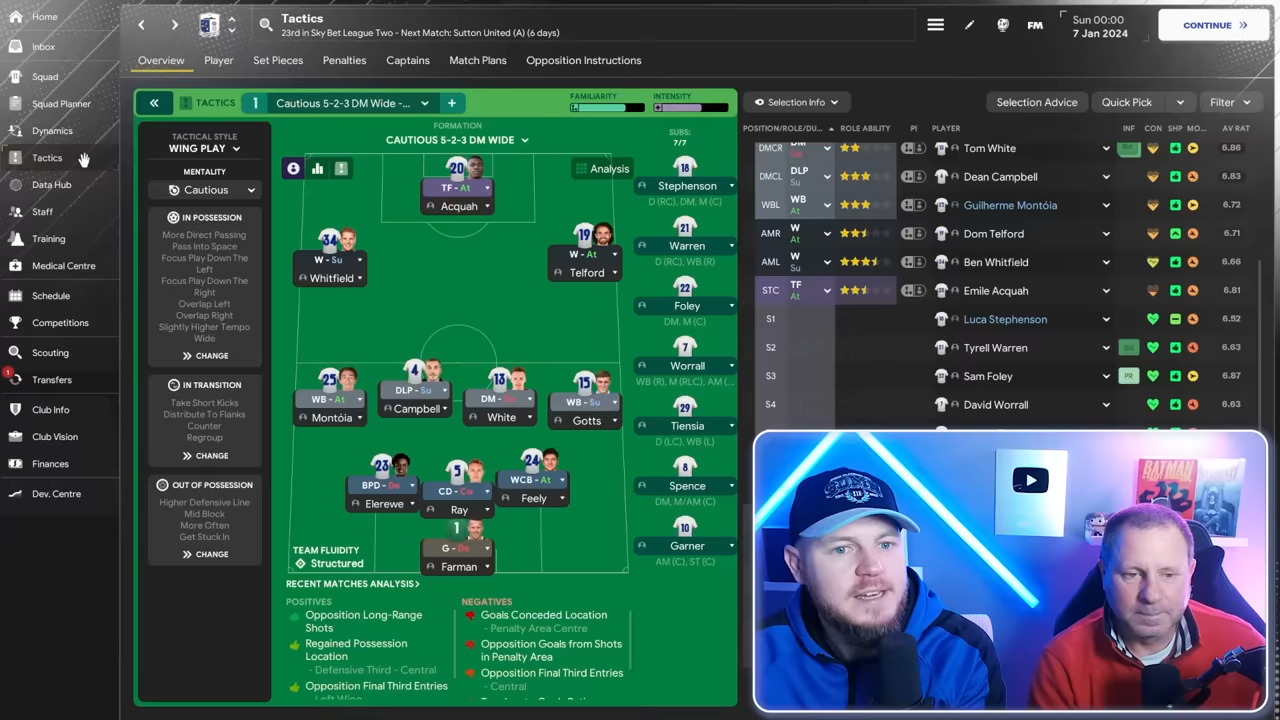 Home
Inbox
Squad
Squad Planner
Dynamics
Tactics
Data Hub
Staff
Training
Medical Centre
Schedule
Competitions
Scouting
1
Transfers
Club Info
Club Vision
Finances
Dev. Centre
Tactics
23rd in Sky Bet League Two - Next Match: Sutton United (A) (6 days)
FM
Sun 00:00
7 Jan 2024
CONTINUE
Overview
Player
Set Pieces
Penalties
Captains
Match Plans
Opposition Instructions
TACTICS
1
Cautious 5-2-3 DM Wide -...
FAMILIARITY
INTENSITY
TACTICAL STYLE
WING PLAY
MENTALITY
Cautious
IN POSSESSION
More Direct Passing
Pass Into Space
Focus Play Down The
Left
Focus Play Down The
Right
Overlap Left
Overlap Right
Slightly Higher Tempo
Wide
CHANGE
IN TRANSITION
Take Short Kicks
Distribute To Flanks
Counter
Regroup
CHANGE
OUT OF POSSESSION
Higher Defensive Line
Mid Block
More Often
Get Stuck In
CHANGE
FORMATION
CAUTIOUS 5-2-3 DM WIDE
Analysis
20
TF - At
Acquah
34
W - Su
Whitfield
19
W - At
Telford
25
WB - At
Montóia
4
DLP - Su
Campbell
13
DM - De
White
15
WB - Su
Gotts
23
BPD - De
Elerewe
5
CD - Co
Ray
24
WCB - At
Feely
1
G - De
Farman
TEAM FLUIDITY
Structured
SUBS:
7/7
18
Stephenson
D (RC), DM, M (C)
21
Warren
D (RC), WB (R)
22
Foley
DM, M (C)
7
Worrall
WB (R), M (RLC), AM (...
29
Tiensia
D (LC), WB (L)
8
Spence
DM, M/AM (C)
10
Garner
AM (C), ST (C)
RECENT MATCHES ANALYSIS
POSITIVES
Opposition Long-Range
Shots
Regained Possession
Location
- Defensive Third - Central
Opposition Final Third Entries
- Left Wing
NEGATIVES
Goals Conceded Location
- Penalty Area Centre
Opposition Goals from Shots
in Penalty Area
Opposition Final Third Entries
- Central
Selection Info
Selection Advice
Quick Pick
Filter
POSITION/ROLE/DU...
ROLE ABILITY
PI
PLAYER
INF
CON
SHP
MO...
AV RAT
DMCR
De
Tom White
6.86
DMCL
DLP
Su
Dean Campbell
6.83
WBL
WB
At
Guilherme Montóia
6.72
AMR
W
At
Dom Telford
6.71
AML
W
Su
Ben Whitfield
6.66
STC
TF
At
Emile Acquah
6.81
S1
Luca Stephenson
6.52
S2
Tyrell Warren
6.63
S3
Sam Foley
PR
6.87
S4
David Worrall
6.63
BATMAN